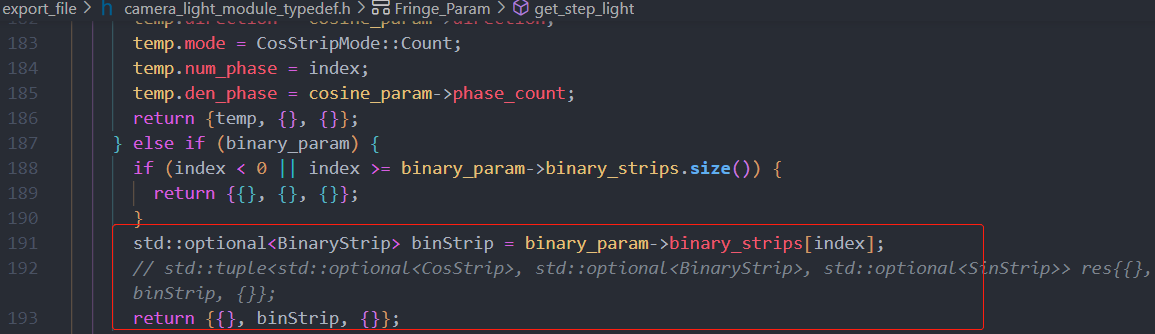 export_file > h camera_light_module_typedef.h > Fringe_Param > get_step_light
182 temp.direction = cosine_param->direction;
183 temp.mode = CosStripMode::Count;
184 temp.num_phase = index;
185 temp.den_phase = cosine_param->phase_count;
186 return {temp, {}, {}};
187 } else if (binary_param) {
188 if (index < 0 || index >= binary_param->binary_strips.size()) {
189 return {{}, {}, {}};
190 }
191 std::optional<BinaryStrip> binStrip = binary_param->binary_strips[index];
192 // std::tuple<std::optional<CosStrip>, std::optional<BinaryStrip>, std::optional<SinStrip>> res{{},
binStrip, {}};
193 return {{}, binStrip, {}};